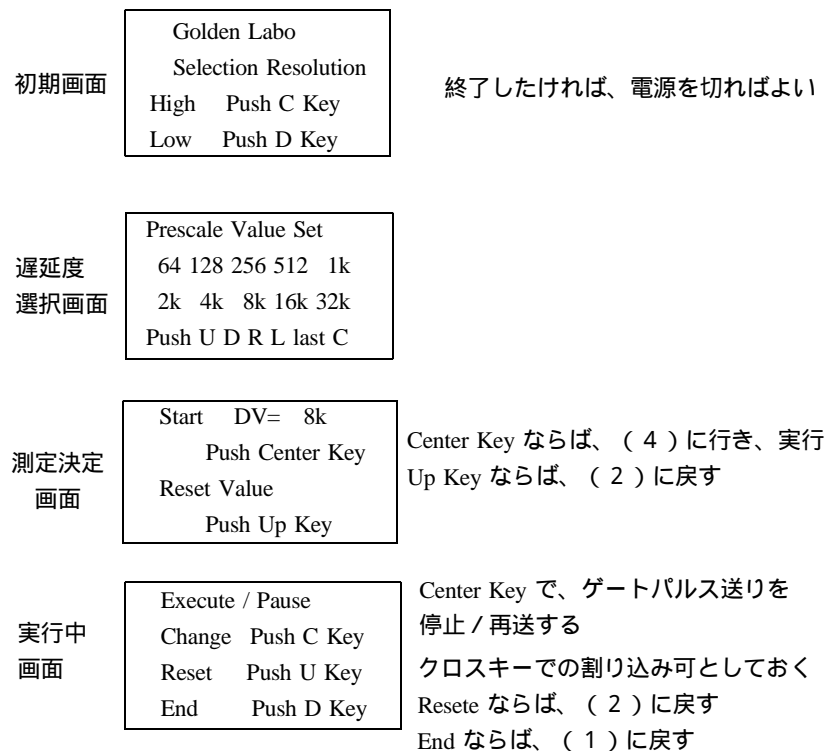 初期画面
Golden Labo
Selection Resolution
High Push C Key
Low Push D Key
終了したければ、電源を切ればよい
遅延度
選択画面
Prescale Value Set
64 128 256 512 1k
2k 4k 8k 16k 32k
Push U D R L last C
測定決定
画面
Start DV= 8k
Push Center Key
Reset Value
Push Up Key
Center Key ならば、（４）に行き、実行
Up Key ならば、（２）に戻す
実行中
画面
Execute / Pause
Change Push C Key
Reset Push U Key
End Push D Key
Center Key で、ゲートパルス送りを
停止 / 再送する
クロスキーでの割り込み可としておく
Resete ならば、（２）に戻す
End ならば、（１）に戻す